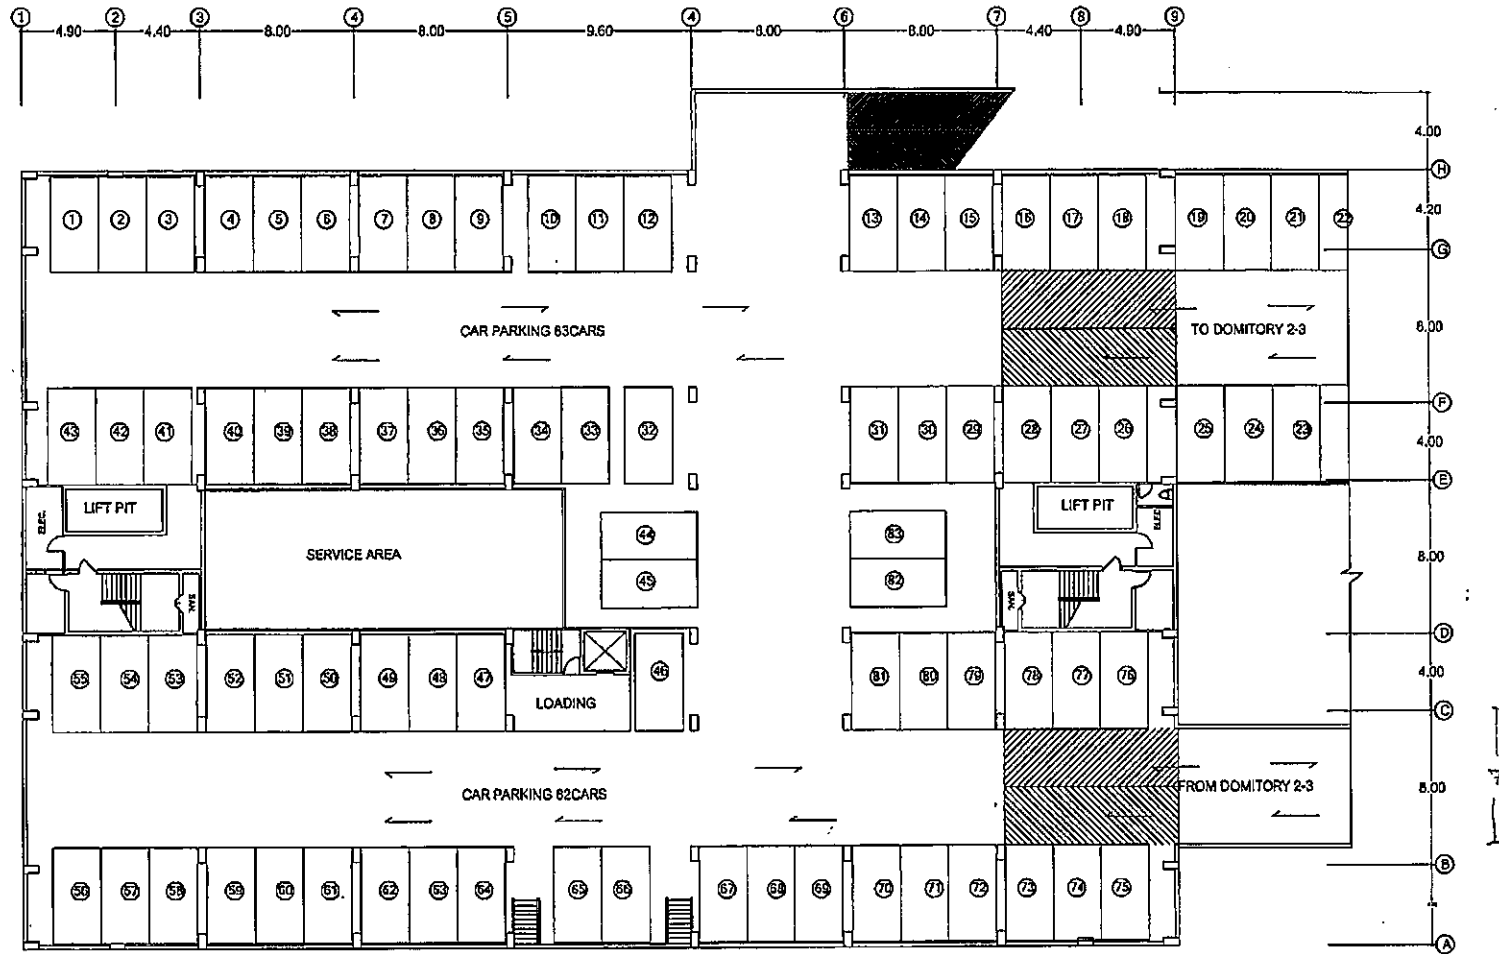 1 2 3 4 5 4 6 7 8 9
4.90 4.40 8.00 8.00 9.60 8.00 8.00 4.40 4.90
4.00
H
4.20
1 2 3 4 5 6 7 8 9 10 11 12 13 14 15 16 17 18 19 20 21 22
G
CAR PARKING 63CARS
TO DOMITORY 2-3
8.00
F
43 42 41 40 39 38 37 36 35 34 33 32 31 30 29 28 27 26 25 24 23
4.00
E
LIFT PIT
LIFT PIT
ELEC.
ELEC.
SERVICE AREA
44
45
83
82
8.00
SAN.
SAN.
D
55 54 53 52 51 50 49 48 47 46 81 80 79 78 77 76
LOADING
4.00
C
CAR PARKING 62CARS
FROM DOMITORY 2-3
8.00
B
56 57 58 59 60 61 62 63 64 65 66 67 68 69 70 71 72 73 74 75
A